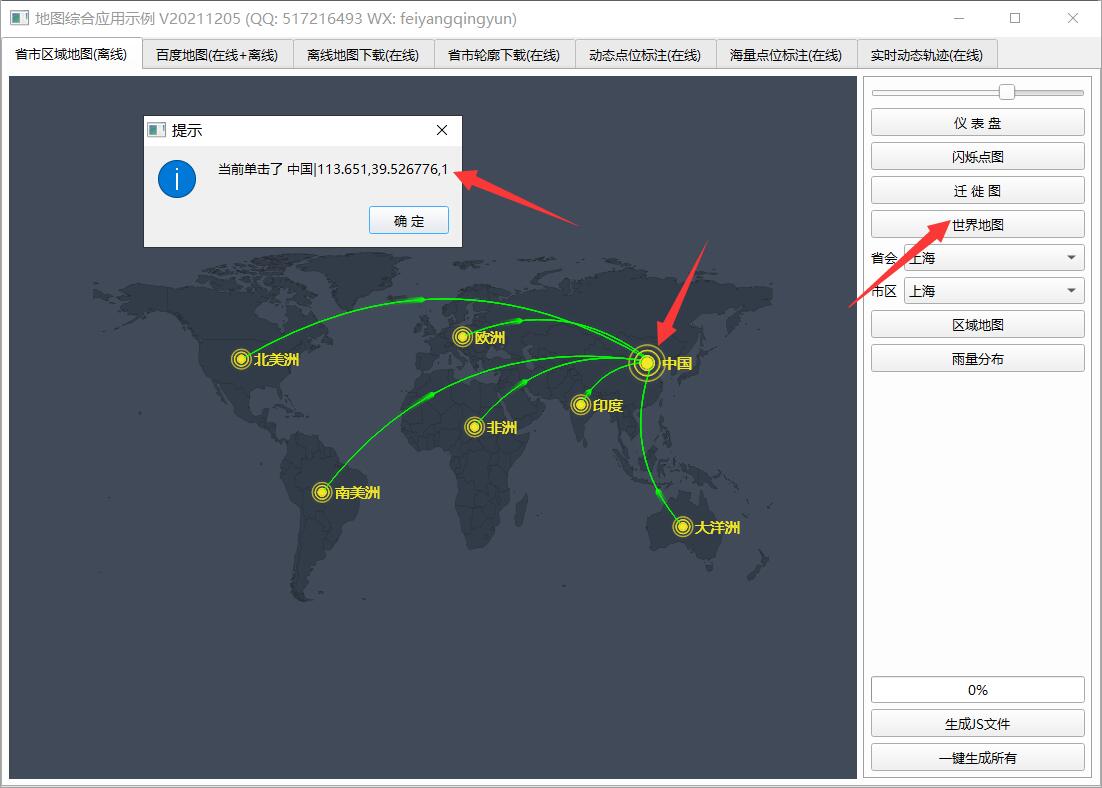 地图综合应用示例 V20211205 (QQ: 517216493 WX: feiyangqingyun)
省市区域地图(离线) 百度地图(在线+离线) 离线地图下载(在线) 省市轮廓下载(在线) 动态点位标注(在线) 海量点位标注(在线) 实时动态轨迹(在线)
提示
当前单击了 中国|113.651,39.526776,1
确 定
北美洲
欧洲
中国
印度
非洲
南美洲
大洋洲
仪 表 盘
闪烁点图
迁 徙 图
世界地图
省会 上海
市区 上海
区域地图
雨量分布
0%
生成JS文件
一键生成所有